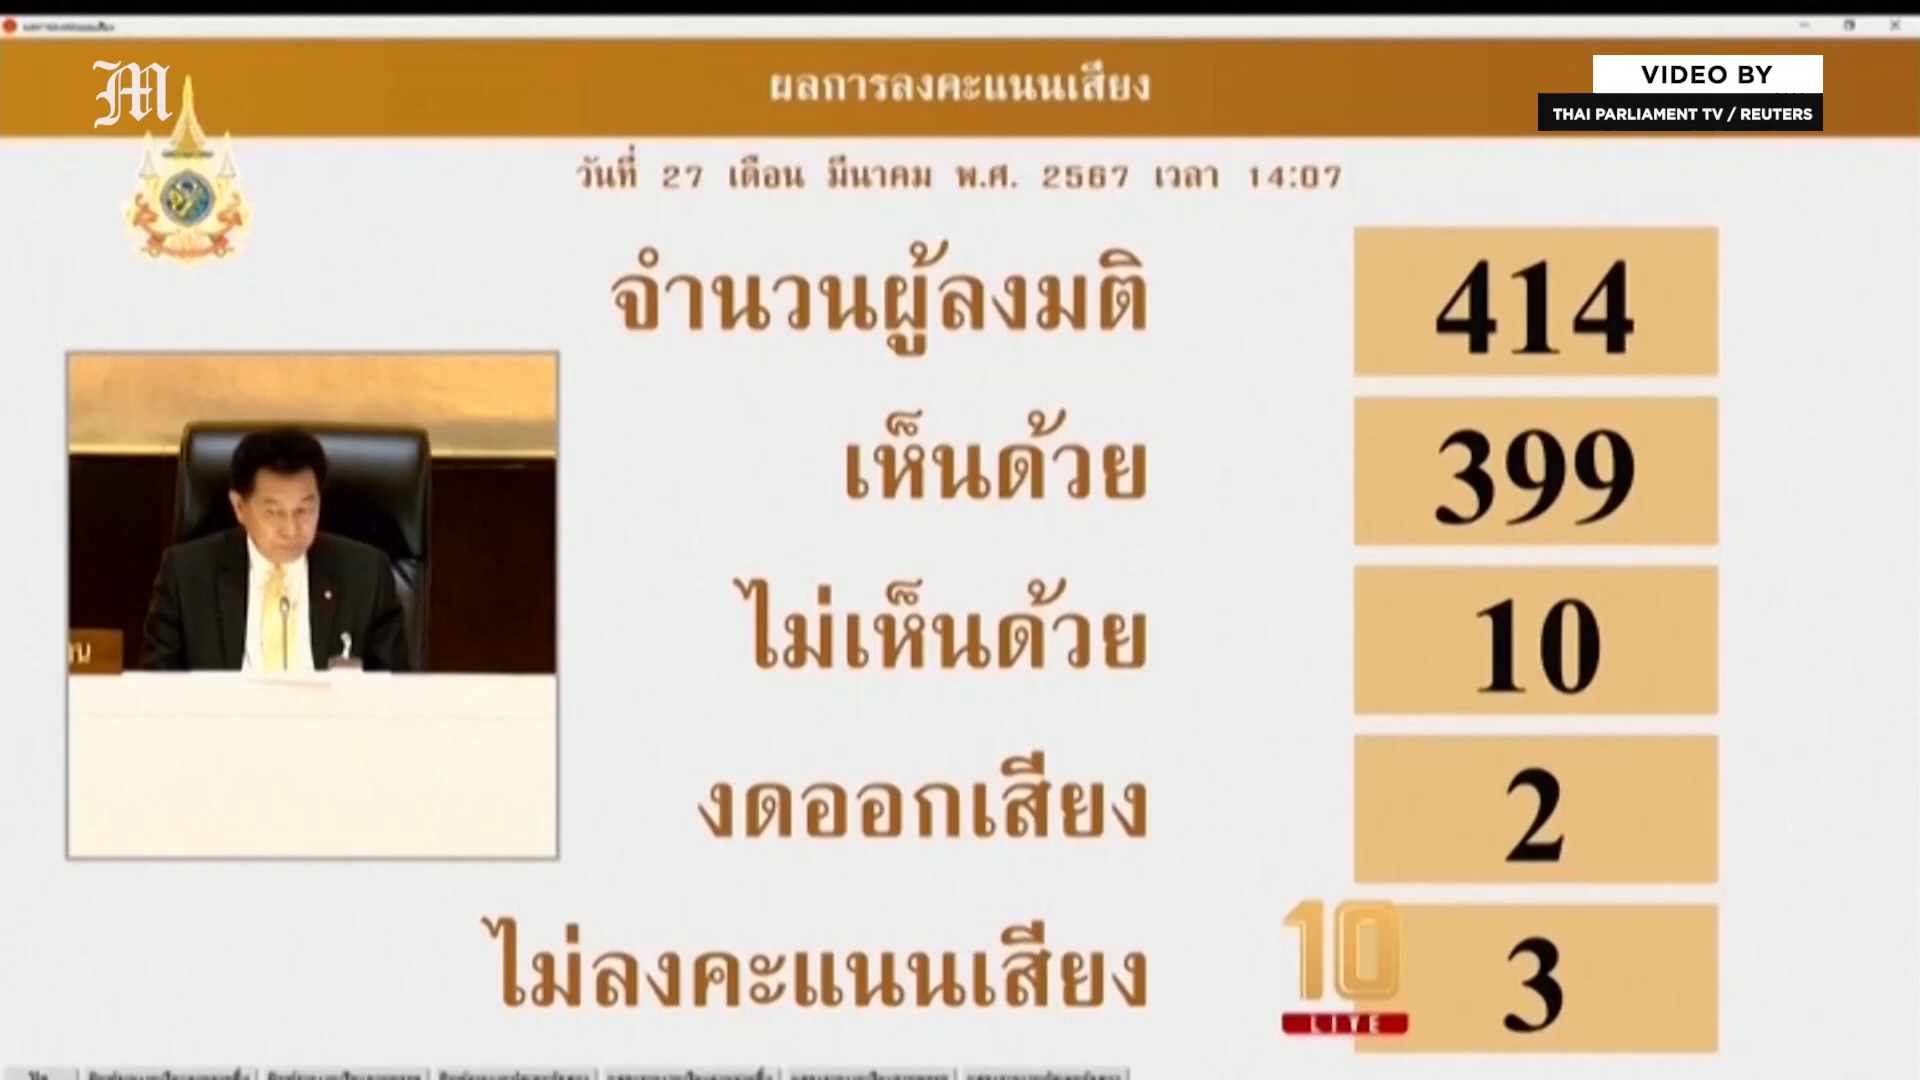 ผลการลงคะแนนเสียง
VIDEO BY
THAI PARLIAMENT TV / REUTERS
วันที่ 27 เดือน มีนาคม พ.ศ. 2567 เวลา 14:07
จำนวนผู้ลงมติ 414
เห็นด้วย 399
ไม่เห็นด้วย 10
งดออกเสียง 2
ไม่ลงคะแนนเสียง 3
10
LIVE